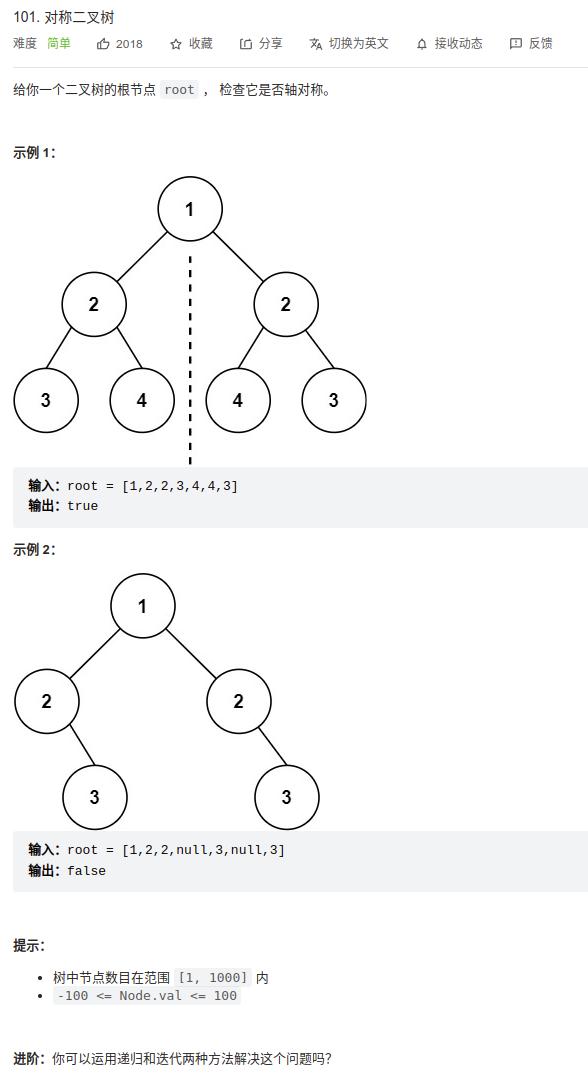 101. 对称二叉树
难度 简单 2018 收藏 分享 切换为英文 接收动态 反馈
给你一个二叉树的根节点 root ， 检查它是否轴对称。
示例 1：
1
2 2
3 4 4 3
输入：root = [1,2,2,3,4,4,3]
输出：true
示例 2：
1
2 2
3 3
输入：root = [1,2,2,null,3,null,3]
输出：false
提示：
树中节点数目在范围 [1, 1000] 内
-100 <= Node.val <= 100
进阶：你可以运用递归和迭代两种方法解决这个问题吗？